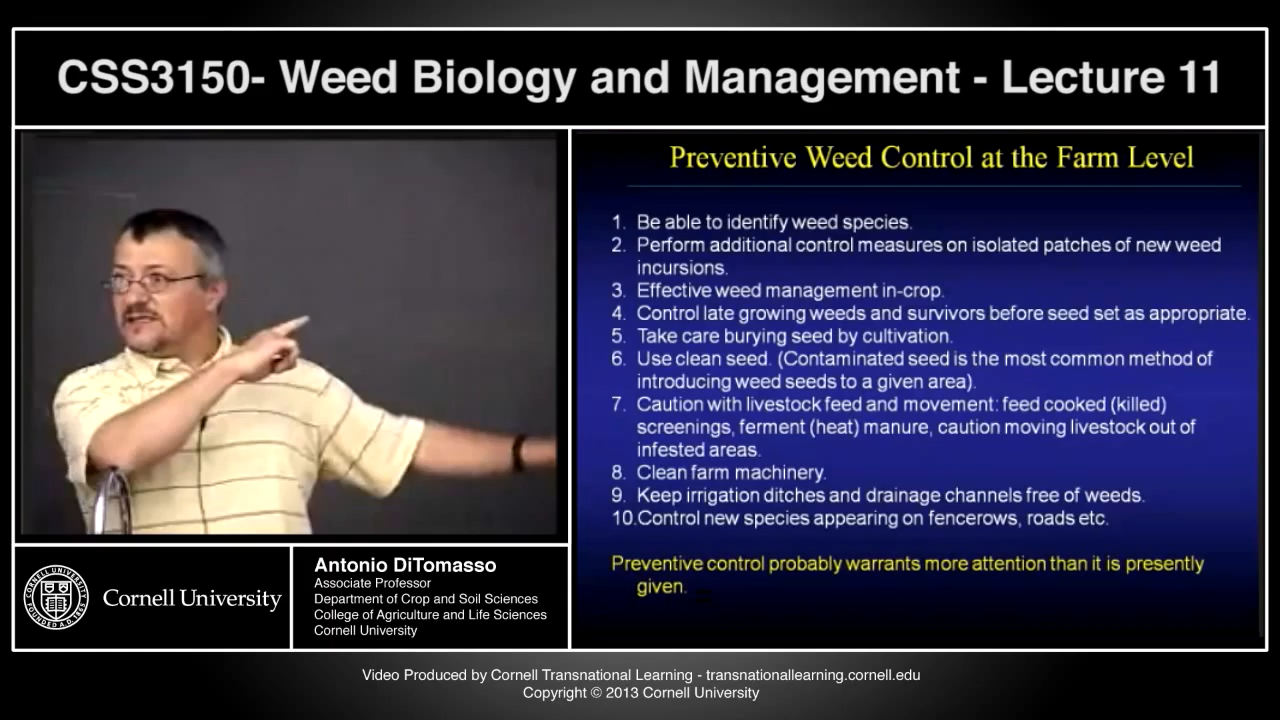 CSS3150- Weed Biology and Management - Lecture 11
Preventive Weed Control at the Farm Level
1. Be able to identify weed species.
2. Perform additional control measures on isolated patches of new weed
incursions.
3. Effective weed management in-crop.
4. Control late growing weeds and survivors before seed set as appropriate.
5. Take care burying seed by cultivation.
6. Use clean seed. (Contaminated seed is the most common method of
introducing weed seeds to a given area).
7. Caution with livestock feed and movement: feed cooked (killed)
screenings, ferment (heat) manure, caution moving livestock out of
infested areas.
8. Clean farm machinery.
9. Keep irrigation ditches and drainage channels free of weeds.
10.Control new species appearing on fencerows, roads etc.
Preventive control probably warrants more attention than it is presently
given.
Cornell University
Antonio DiTomasso
Associate Professor
Department of Crop and Soil Sciences
College of Agriculture and Life Sciences
Cornell University
Video Produced by Cornell Transnational Learning - transnationallearning.cornell.edu
Copyright © 2013 Cornell University